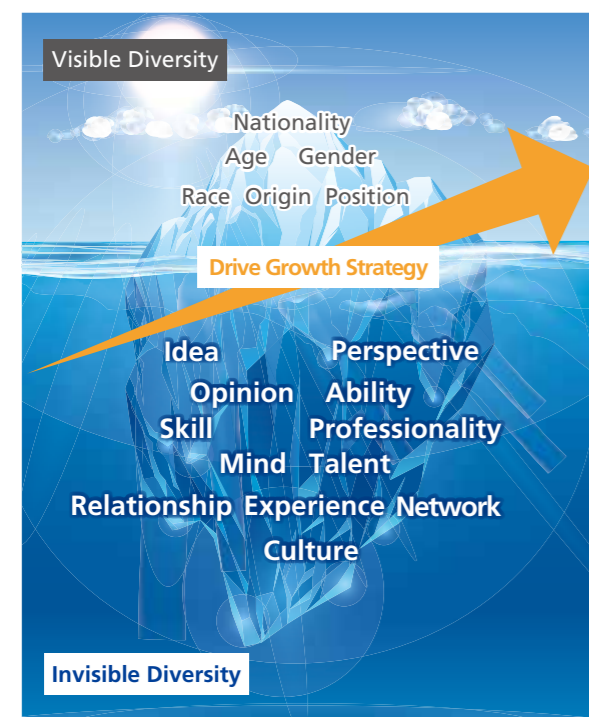 Visible Diversity
Nationality
Age Gender
Race Origin Position
Drive Growth Strategy
Idea Perspective
Opinion Ability
Skill Professionality
Mind Talent
Relationship Experience Network
Culture
Invisible Diversity